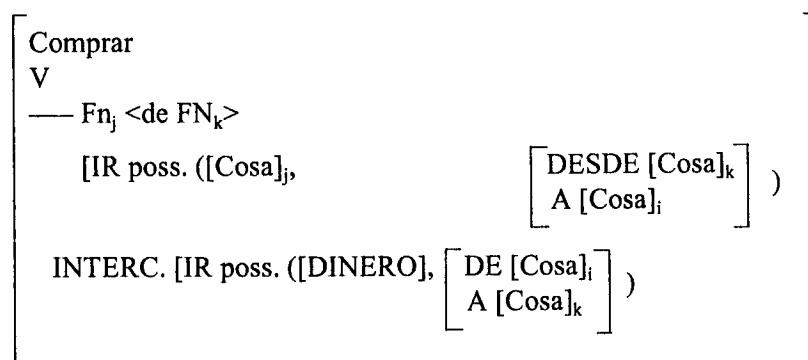 Comprar
V
—— Fnj <de FNk>
[IR poss. ([Cosa]j, [DESDE [Cosa]k
A [Cosa]i] )
INTERC. [IR poss. ([DINERO], [DE [Cosa]i
A [Cosa]k] )